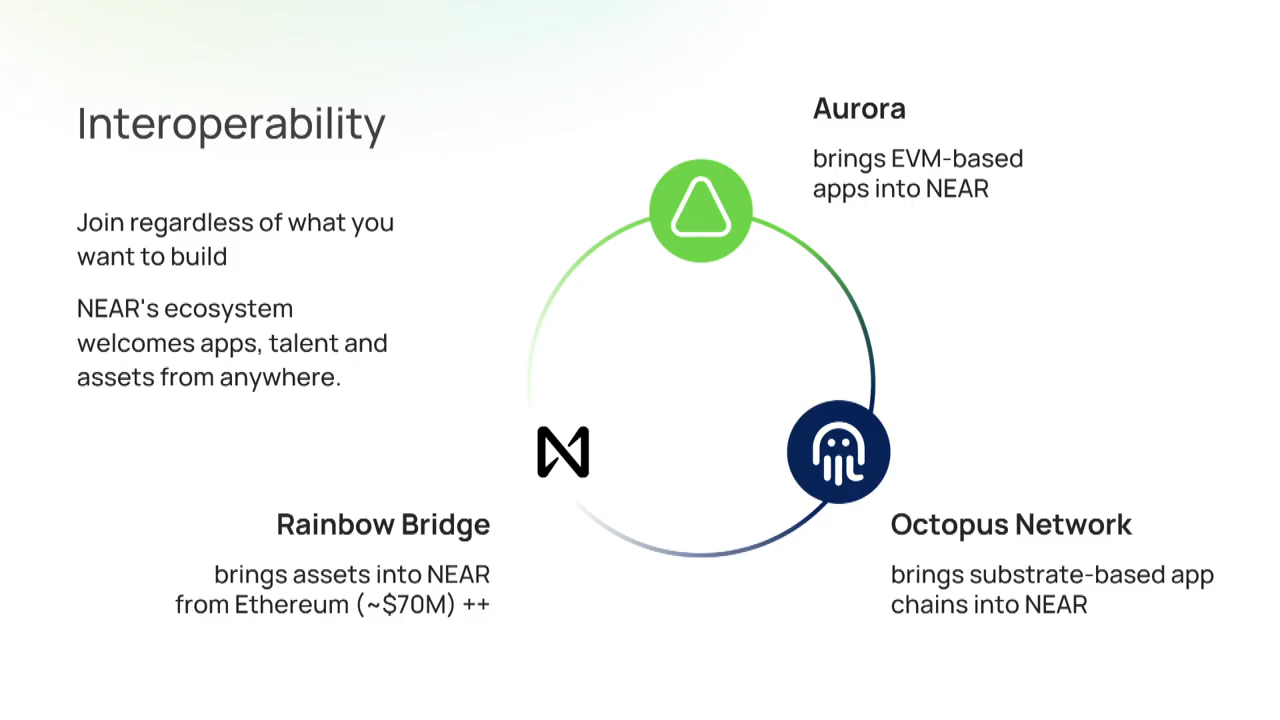 Interoperability
Join regardless of what you
want to build
NEAR's ecosystem
welcomes apps, talent and
assets from anywhere.
Aurora
brings EVM-based
apps into NEAR
Rainbow Bridge
brings assets into NEAR
from Ethereum (~$70M) ++
Octopus Network
brings substrate-based app
chains into NEAR